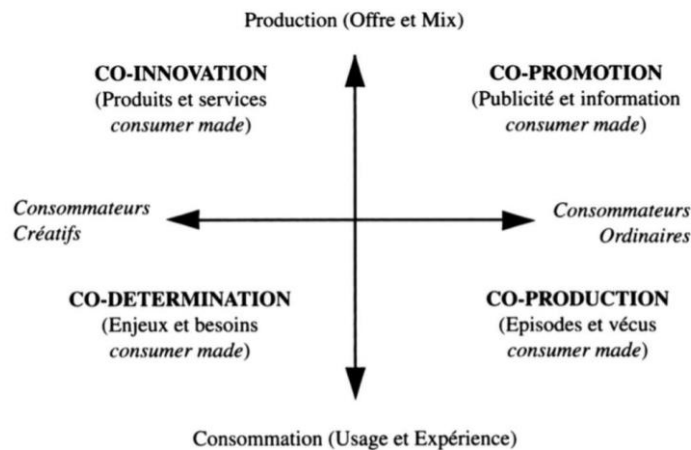 Production (Offre et Mix)
CO-INNOVATION
(Produits et services
consumer made)
CO-PROMOTION
(Publicité et information
consumer made)
Consommateurs
Créatifs
Consommateurs
Ordinaires
CO-DETERMINATION
(Enjeux et besoins
consumer made)
CO-PRODUCTION
(Episodes et vécus
consumer made)
Consommation (Usage et Expérience)